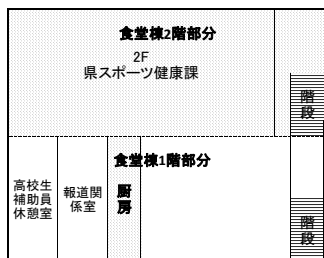 食堂棟2階部分
2F
県スポーツ健康課
階段
食堂棟1階部分
高校生
補助員
休憩室
報道関
係室
厨房
階段